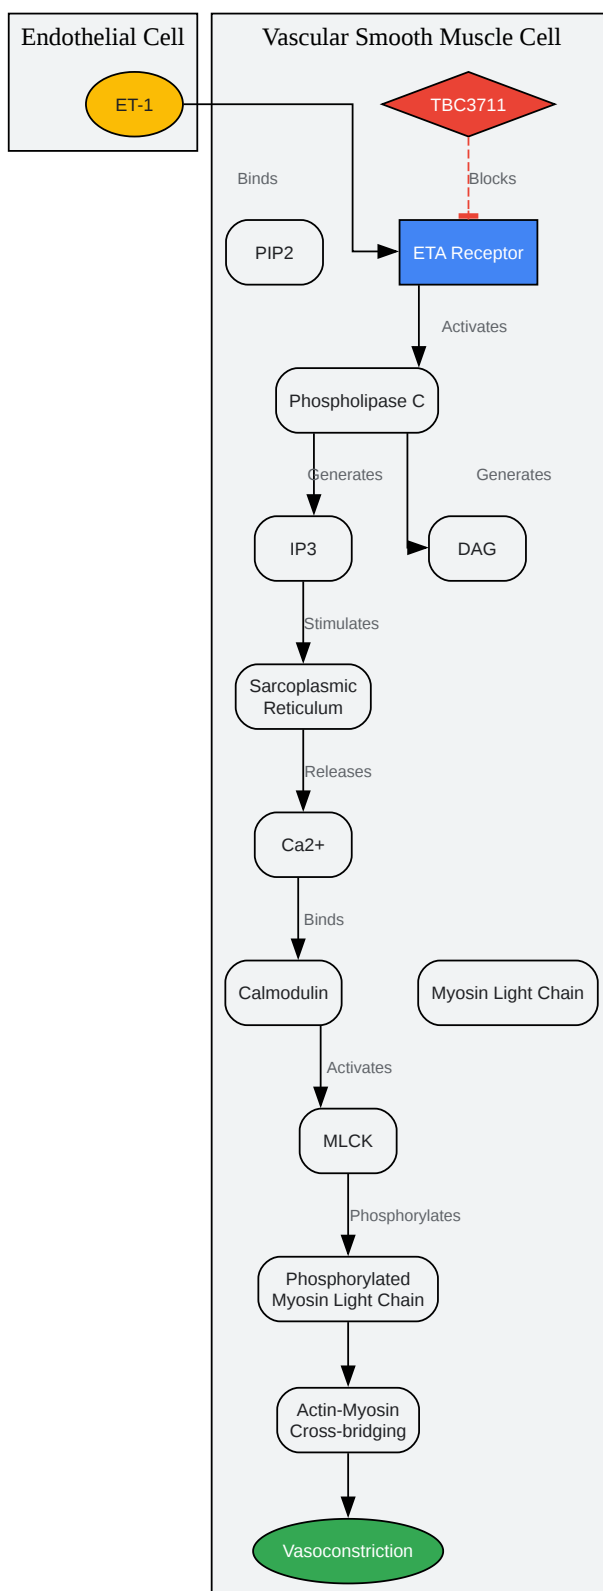 Endothelial Cell
Vascular Smooth Muscle Cell
ET-1
TBC3711
Binds
Blocks
PIP2
ETA Receptor
Activates
Phospholipase C
Generates
Generates
IP3
DAG
Stimulates
Sarcoplasmic
Reticulum
Releases
Ca2+
Binds
Calmodulin
Myosin Light Chain
Activates
MLCK
Phosphorylates
Phosphorylated
Myosin Light Chain
Actin-Myosin
Cross-bridging
Vasoconstriction